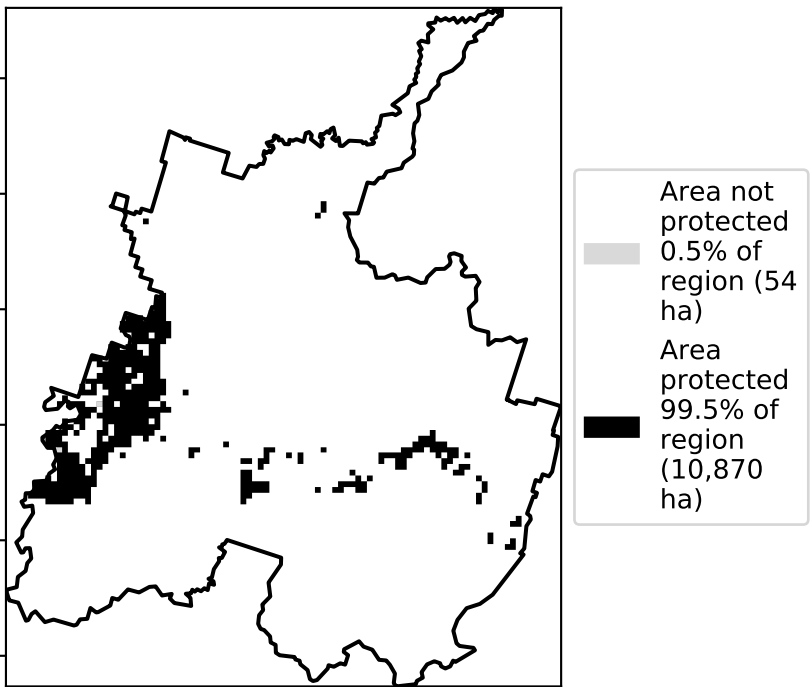 Area not
protected
0.5% of
region (54
ha)
Area
protected
99.5% of
region
(10,870
ha)